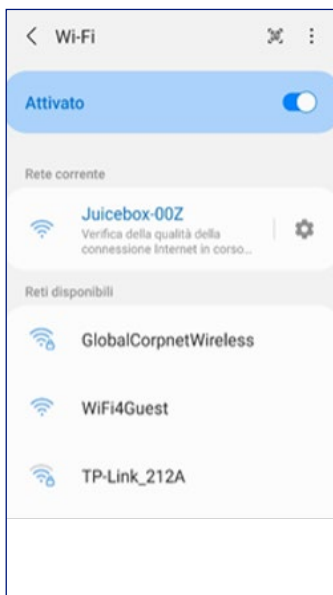 Wi-Fi
Attivato
Rete corrente
Juicebox-00Z
Verifica della qualità della
connessione Internet in corso...
Reti disponibili
GlobalCorpnetWireless
WiFi4Guest
TP-Link_212A